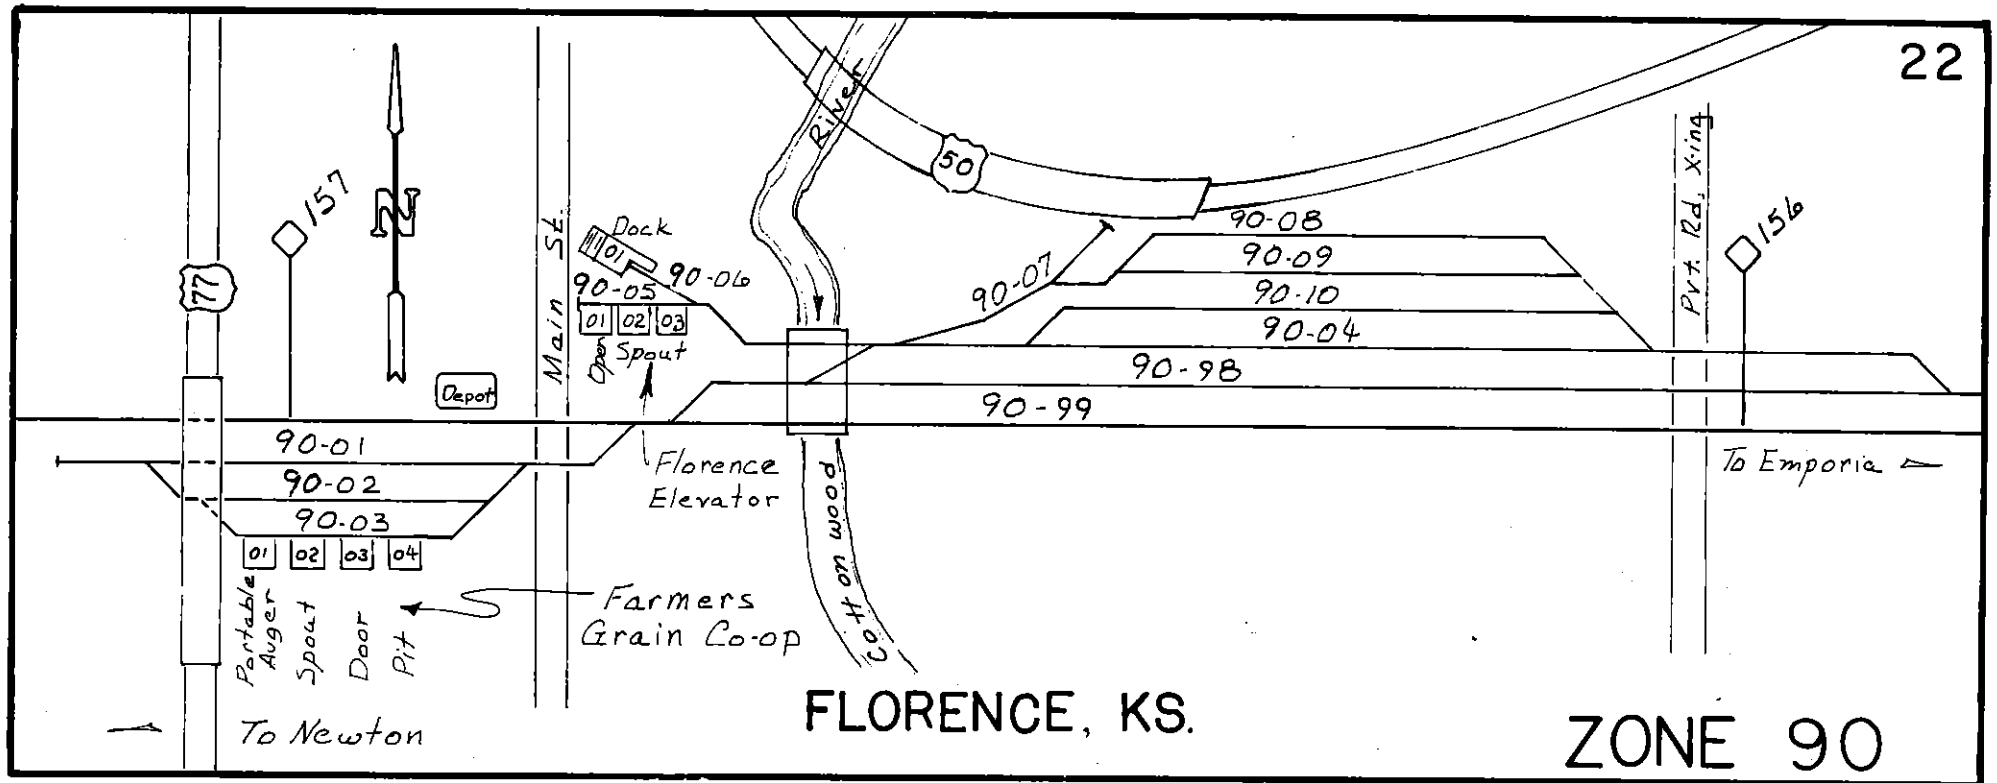 22
157
N
77
Main St.
River
50
Dock
01
90-06
90-05
01 02 03
Open
Spout
90-07
90-08
90-09
90-10
90-04
90-98
90-99
Pvt. Rd. X-ing
156
Depot
90-01
90-02
90-03
01 02 03 04
Portable
Auger
Spout
Door
Pit
Florence
Elevator
Farmers
Grain Co-op
Cottonwood
To Emporia
To Newton
FLORENCE, KS.
ZONE 90